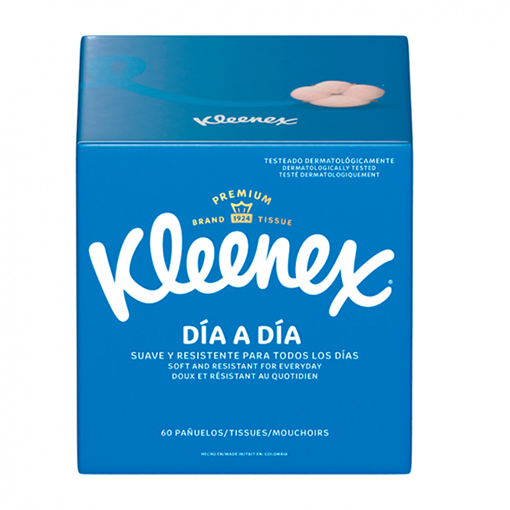 Kleenex
TESTEADO DERMATOLÓGICAMENTE
DERMATOLOGICALLY TESTED
TESTÉ DERMATOLOGIQUEMENT
PREMIUM
BRAND 1924 TISSUE
Kleenex®
DÍA A DÍA
SUAVE Y RESISTENTE PARA TODOS LOS DÍAS
SOFT AND RESISTANT FOR EVERYDAY
DOUX ET RÉSISTANT AU QUOTIDIEN
60 PAÑUELOS/TISSUES/MOUCHOIRS
HECHO EN/MADE IN/FAIT EN: COLOMBIA